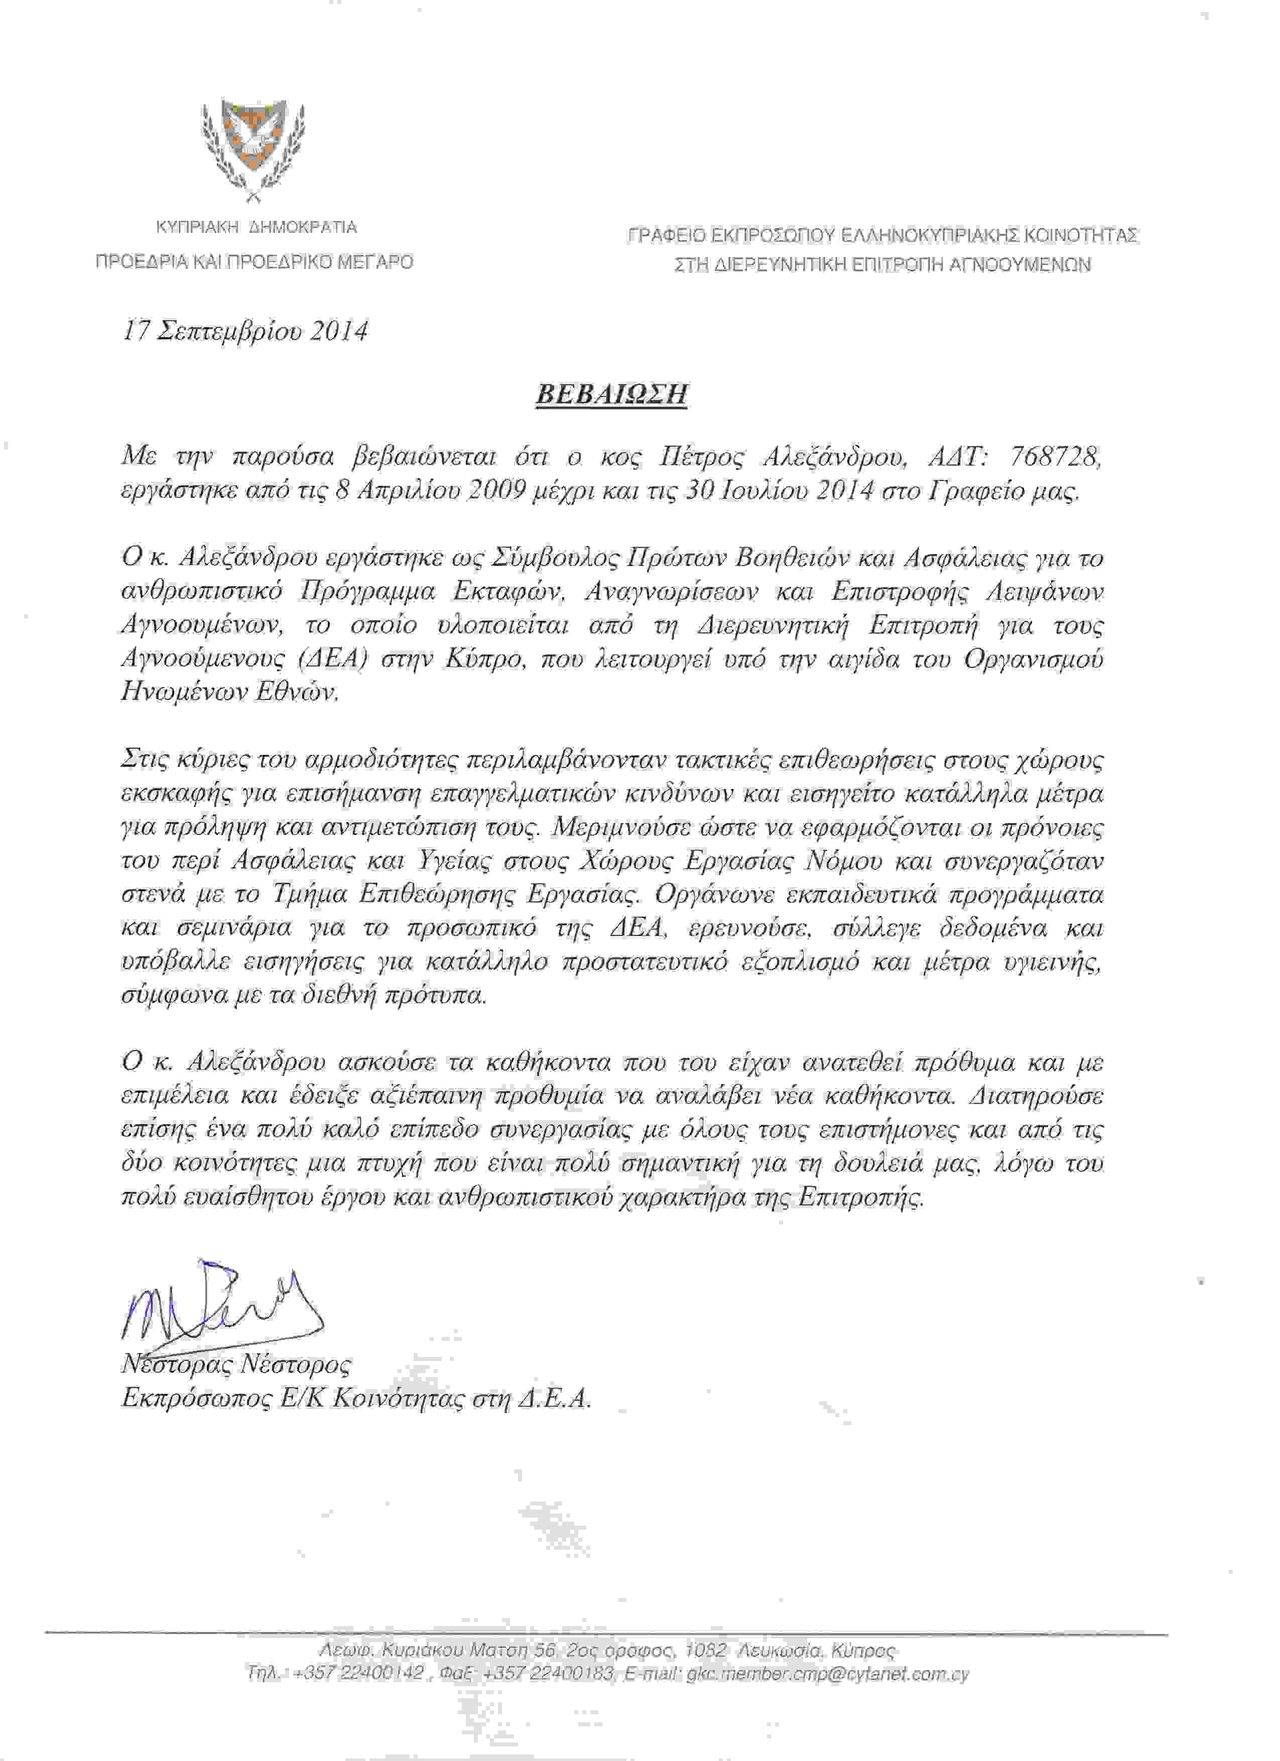 ΚΥΠΡΙΑΚΗ ΔΗΜΟΚΡΑΤΙΑ
ΠΡΟΕΔΡΙΑ ΚΑΙ ΠΡΟΕΔΡΙΚΟ ΜΕΓΑΡΟ
ΓΡΑΦΕΙΟ ΕΚΠΡΟΣΩΠΟΥ ΕΛΛΗΝΟΚΥΠΡΙΑΚΗΣ ΚΟΙΝΟΤΗΤΑΣ
ΣΤΗ ΔΙΕΡΕΥΝΗΤΙΚΗ ΕΠΙΤΡΟΠΗ ΑΓΝΟΟΥΜΕΝΩΝ
17 Σεπτεμβρίου 2014
ΒΕΒΑΙΩΣΗ
Με την παρούσα βεβαιώνεται ότι ο κος Πέτρος Αλεξάνδρου, ΑΔΤ: 768728,
εργάστηκε από τις 8 Απριλίου 2009 μέχρι και τις 30 Ιουλίου 2014 στο Γραφείο μας.
Ο κ. Αλεξάνδρου εργάστηκε ως Σύμβουλος Πρώτων Βοηθειών και Ασφάλειας για το
ανθρωπιστικό Πρόγραμμα Εκταφών, Αναγνωρίσεων και Επιστροφής Λειψάνων
Αγνοουμένων, το οποίο υλοποιείται από τη Διερευνητική Επιτροπή για τους
Αγνοούμενους (ΔΕΑ) στην Κύπρο, που λειτουργεί υπό την αιγίδα του Οργανισμού
Ηνωμένων Εθνών.
Στις κύριες του αρμοδιότητες περιλαμβάνονταν τακτικές επιθεωρήσεις στους χώρους
εκσκαφής για επισήμανση επαγγελματικών κινδύνων και εισηγείτο κατάλληλα μέτρα
για πρόληψη και αντιμετώπιση τους. Μεριμνούσε ώστε να εφαρμόζονται οι πρόνοιες
του περί Ασφάλειας και Υγείας στους Χώρους Εργασίας Νόμου και συνεργαζόταν
στενά με το Τμήμα Επιθεώρησης Εργασίας. Οργάνωνε εκπαιδευτικά προγράμματα
και σεμινάρια για το προσωπικό της ΔΕΑ, ερευνούσε, σύλλεγε δεδομένα και
υπόβαλλε εισηγήσεις για κατάλληλο προστατευτικό εξοπλισμό και μέτρα υγιεινής,
σύμφωνα με τα διεθνή πρότυπα.
Ο κ. Αλεξάνδρου ασκούσε τα καθήκοντα που του είχαν ανατεθεί πρόθυμα και με
επιμέλεια και έδειξε αξιέπαινη προθυμία να αναλάβει νέα καθήκοντα. Διατηρούσε
επίσης ένα πολύ καλό επίπεδο συνεργασίας με όλους τους επιστήμονες και από τις
δύο κοινότητες μια πτυχή που είναι πολύ σημαντική για τη δουλειά μας, λόγω του
πολύ ευαίσθητου έργου και ανθρωπιστικού χαρακτήρα της Επιτροπής.
Νέστορας Νέστορος
Εκπρόσωπος Ε/Κ Κοινότητας στη Δ.Ε.Α.
Λεωφ. Κυριάκου Μάτση 56, 2ος όροφος, 1082 Λευκωσία, Κύπρος
Τηλ.: +357 22400142 , Φαξ: +357 22400183, E-mail: gkc.member.cmp@cytanet.com.cy